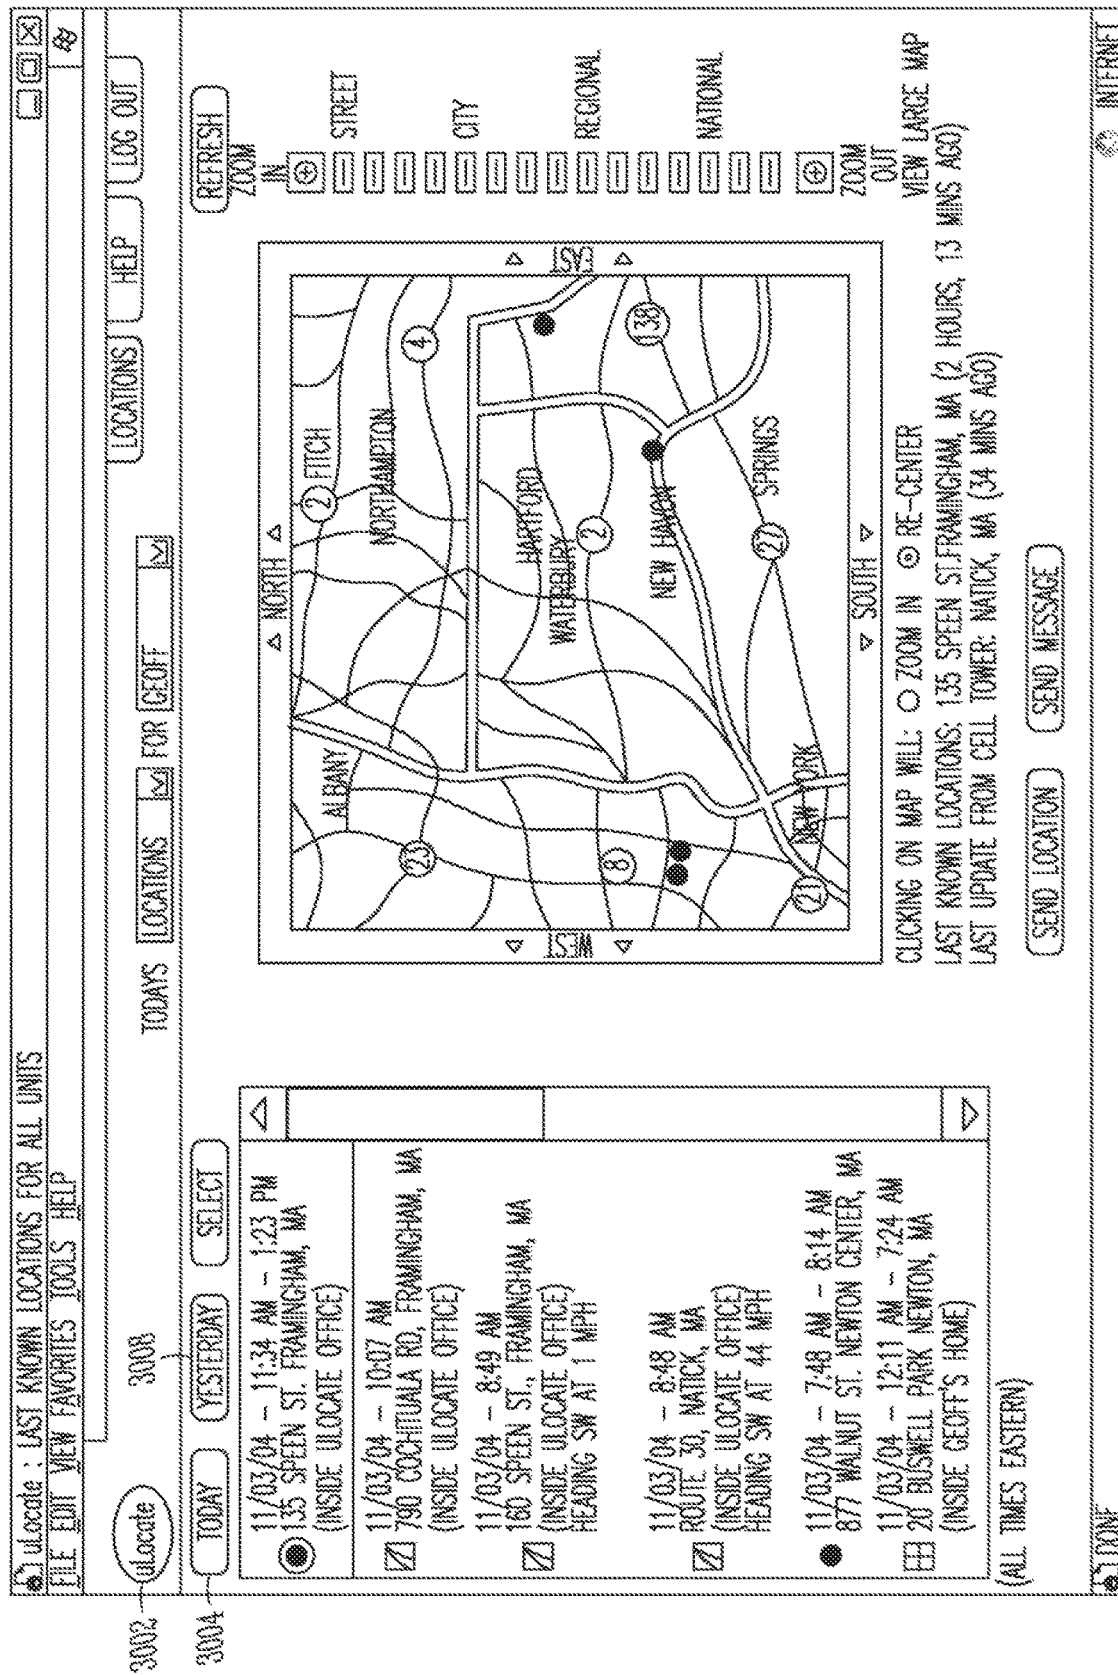 uLocate : LAST KNOWN LOCATIONS FOR ALL UNITS
FILE EDIT VIEW FAVORITES TOOLS HELP
3002
uLocate
3008
LOCATIONS
HELP
LOG OUT
TODAYS LOCATIONS FOR GEOFF
3004
TODAY
YESTERDAY
SELECT
REFRESH
11/03/04 - 11:34 AM - 1:23 PM
135 SPEEN ST. FRAMINGHAM, MA
(INSIDE ULOCATE OFFICE)
11/03/04 - 10:07 AM
790 COCHITUALA RD, FRAMINGHAM, MA
(INSIDE ULOCATE OFFICE)
11/03/04 - 8:49 AM
160 SPEEN ST., FRAMINGHAM, MA
(INSIDE ULOCATE OFFICE)
HEADING SW AT 1 MPH
11/03/04 - 8:48 AM
ROUTE 30, NATICK, MA
(INSIDE ULOCATE OFFICE)
HEADING SW AT 44 MPH
11/03/04 - 7:48 AM - 8:14 AM
877 WALNUT ST. NEWTON CENTER, MA
11/03/04 - 12:11 AM - 7:24 AM
20 BUSWELL PARK NEWTON, MA
(INSIDE GEOFF'S HOME)
(ALL TIMES EASTERN)
NORTH
WEST
EAST
SOUTH
2 FITCH
ALBANY
NORTHAMPTON
23
4
HARTFORD
WATERBURY
8
2
138
NEW HAVEN
SPRINGS
27
NEW YORK
21
ZOOM
IN
STREET
CITY
REGIONAL
NATIONAL
ZOOM
OUT
VIEW LARGE MAP
CLICKING ON MAP WILL: ZOOM IN RE-CENTER
LAST KNOWN LOCATIONS: 135 SPEEN ST.FRAMINGHAM, MA (2 HOURS, 13 MINS AGO)
LAST UPDATE FROM CELL TOWER: NATICK, MA (34 MINS AGO)
SEND LOCATION
SEND MESSAGE
DONE
INTERNET